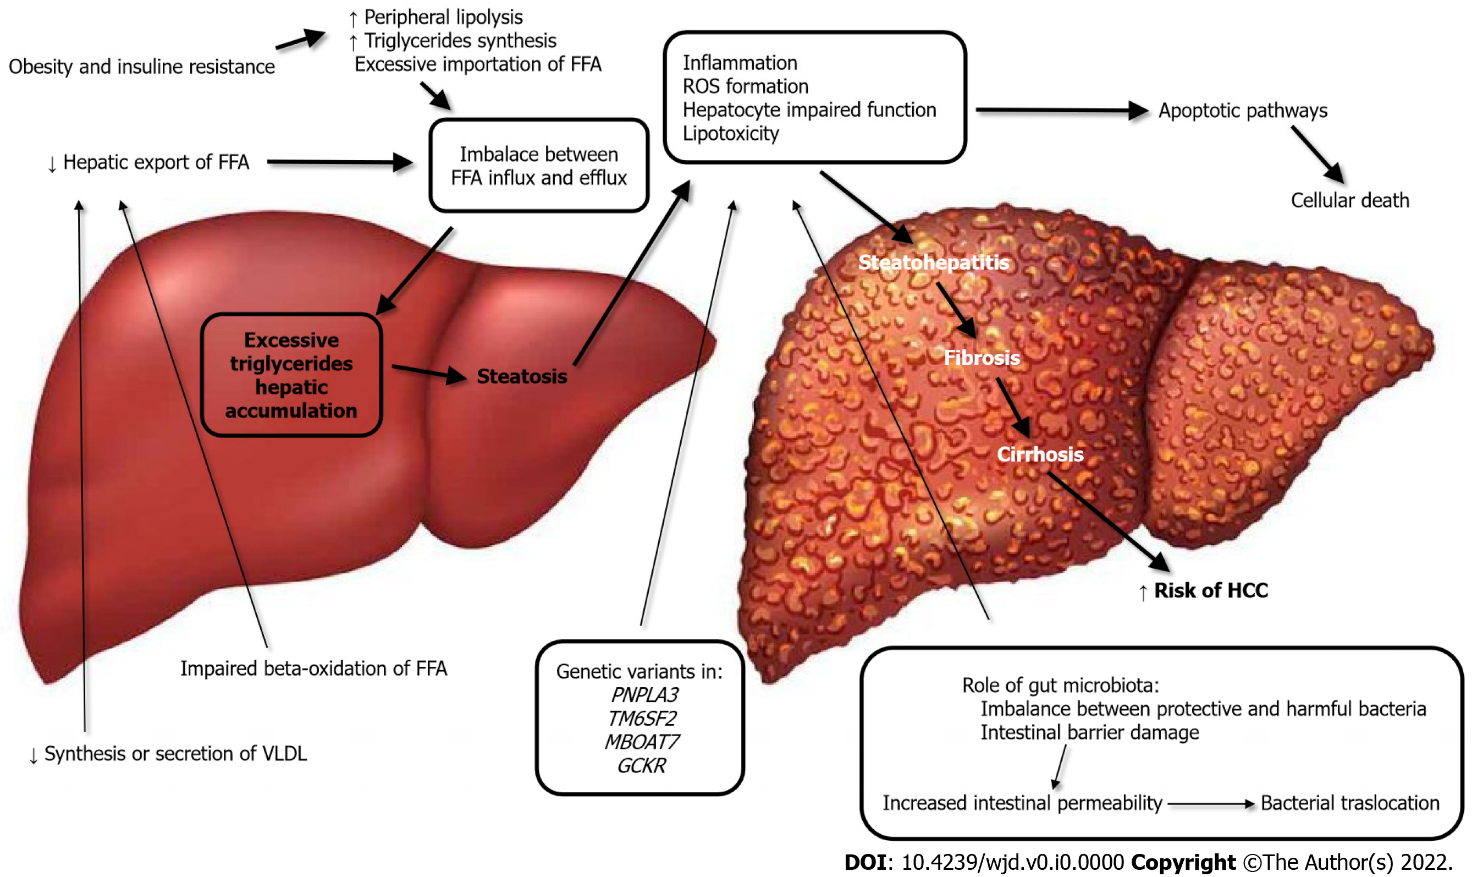 ↑ Peripheral lipolysis
↑ Triglycerides synthesis
Excessive importation of FFA
Obesity and insuline resistance
↓ Hepatic export of FFA
Imbalace between
FFA influx and efflux
Inflammation
ROS formation
Hepatocyte impaired function
Lipotoxicity
Apoptotic pathways
Cellular death
Excessive
triglycerides
hepatic
accumulation
Steatosis
Steatohepatitis
Fibrosis
Cirrhosis
↑ Risk of HCC
Impaired beta-oxidation of FFA
↓ Synthesis or secretion of VLDL
Genetic variants in:
PNPLA3
TM6SF2
MBOAT7
GCKR
Role of gut microbiota:
Imbalance between protective and harmful bacteria
Intestinal barrier damage
Increased intestinal permeability
Bacterial traslocation
DOI: 10.4239/wjd.v0.i0.0000 Copyright ©The Author(s) 2022.